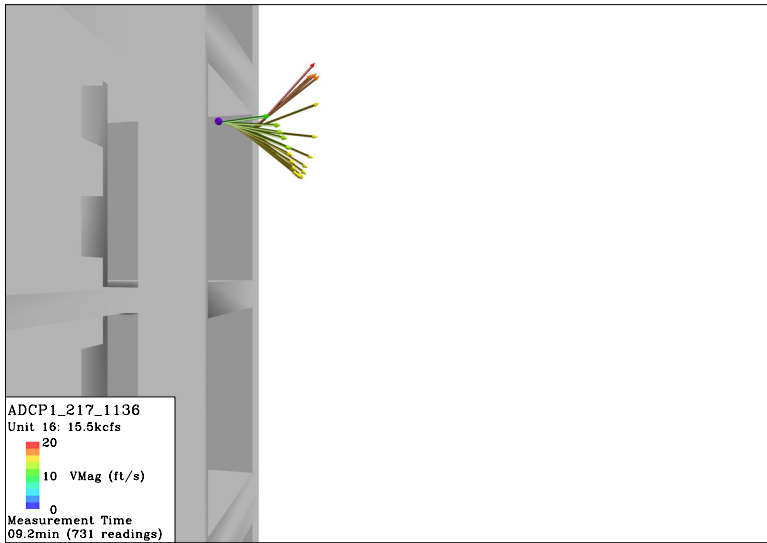 ADCP1_217_1136
Unit 16: 15.5kcfs
20
10 VMag (ft/s)
0
Measurement Time
09.2min (731 readings)